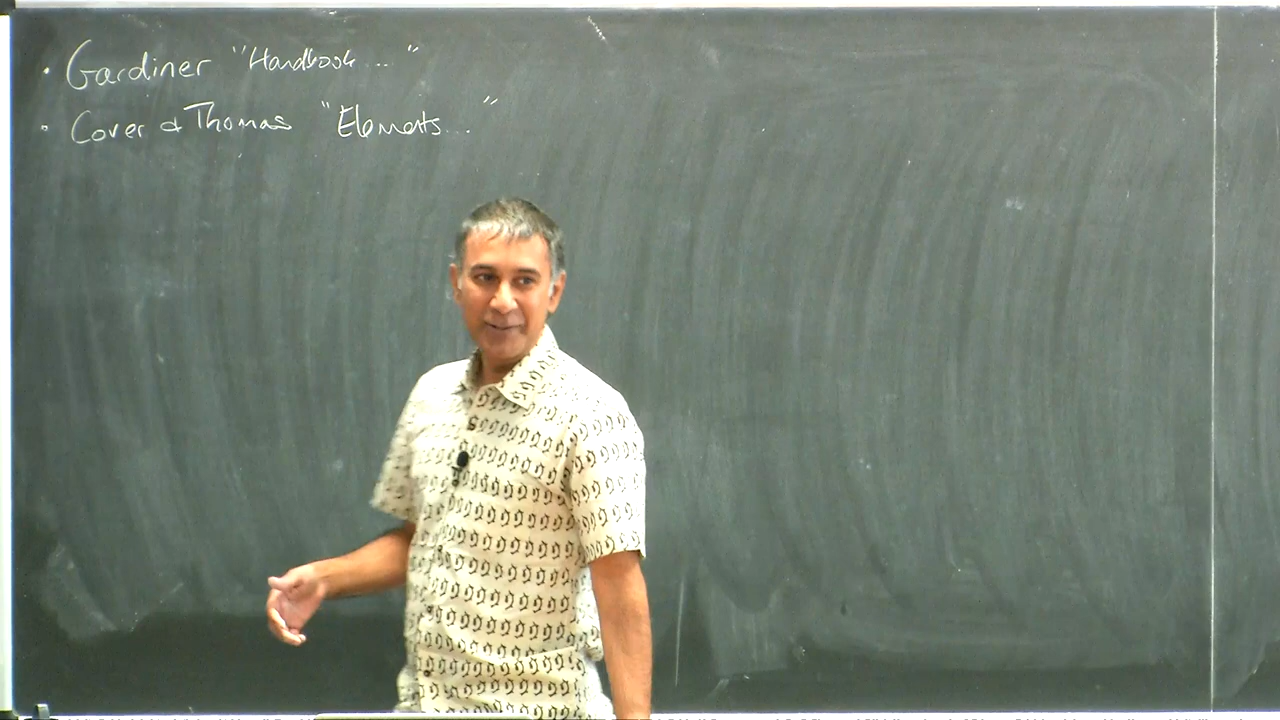 • Gardiner "Handbook..."
• Cover & Thomas "Elements..."